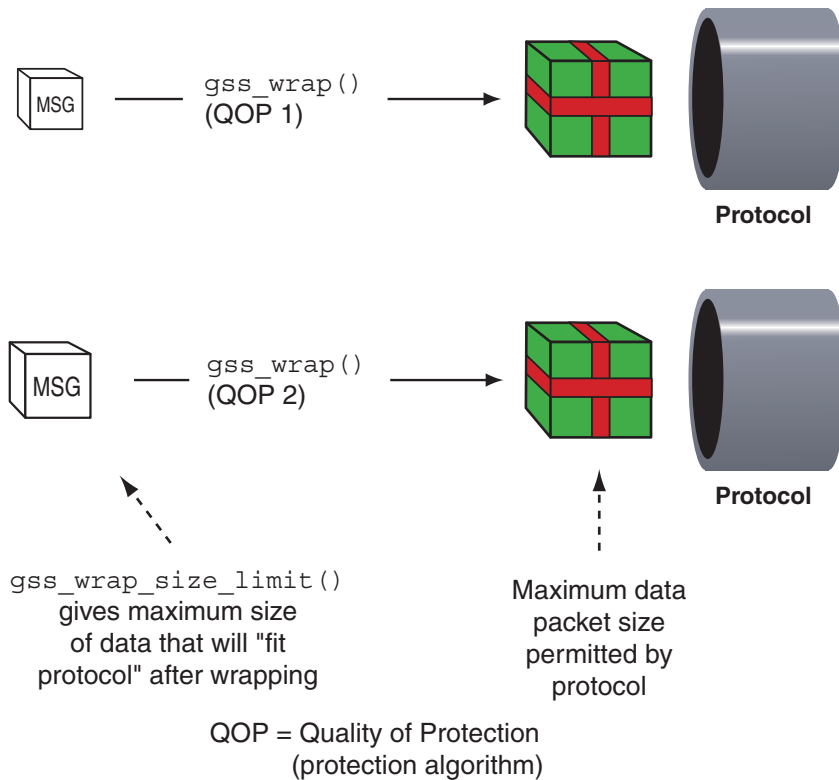 MSG
gss_wrap()
(QOP 1)
Protocol
MSG
gss_wrap()
(QOP 2)
Protocol
gss_wrap_size_limit()
gives maximum size
of data that will "fit
protocol" after wrapping
Maximum data
packet size
permitted by
protocol
QOP = Quality of Protection
(protection algorithm)